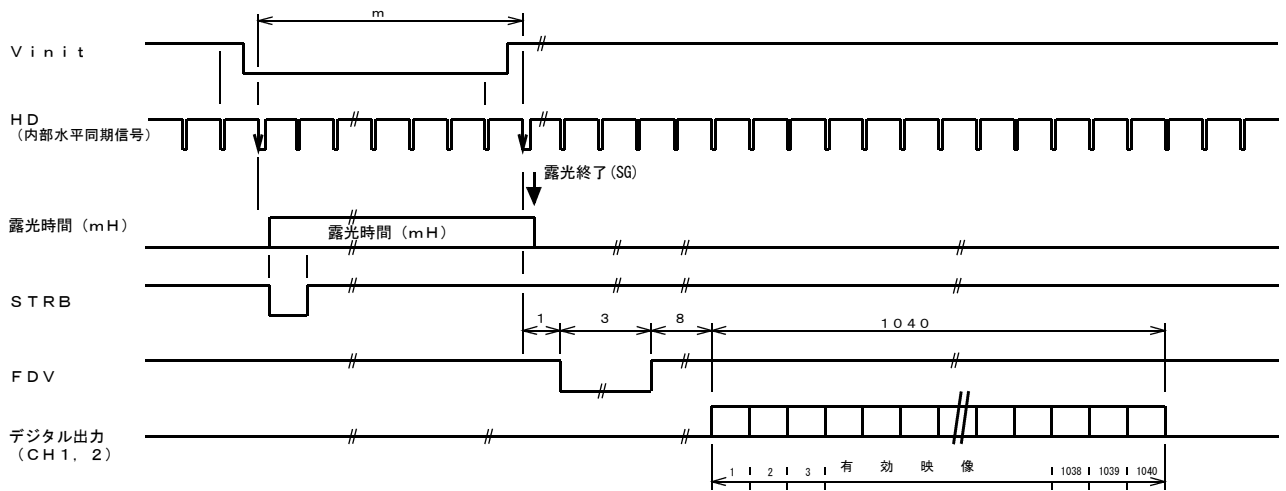 m
Ｖｉｎｉｔ
ＨＤ
（内部水平同期信号）
露光終了(SG)
露光時間（ｍＨ）
露光時間（ｍＨ）
ＳＴＲＢ
1
3
8
１０４０
ＦＤＶ
デジタル出力
（ＣＨ１，２）
1
2
3
有効映像
1038
1039
1040